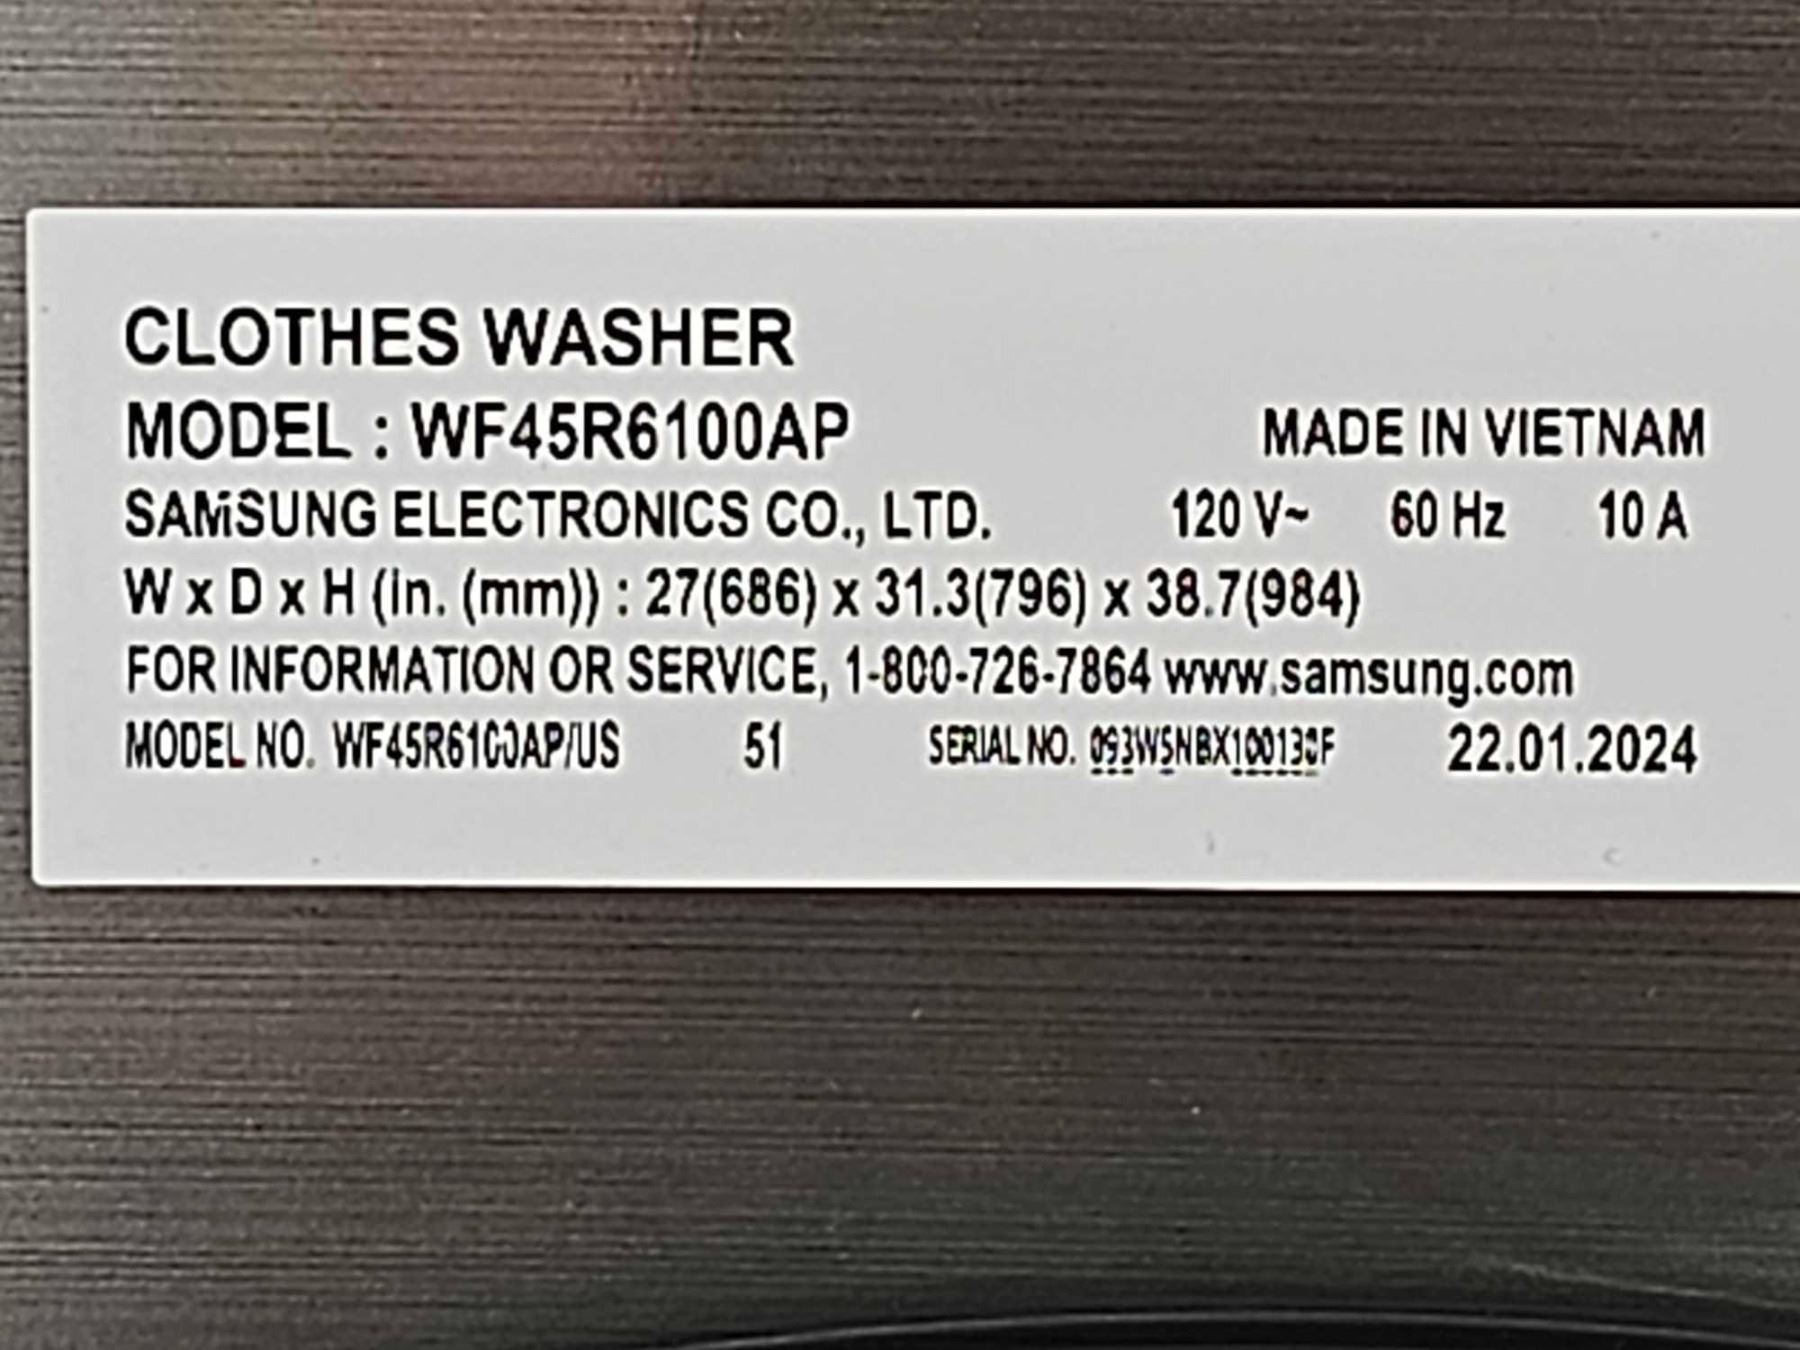 CLOTHES WASHER
MODEL : WF45R6100AP MADE IN VIETNAM
SAMSUNG ELECTRONICS CO., LTD. 120 V~ 60 Hz 10 A
W x D x H (in. (mm)) : 27(686) x 31.3(796) x 38.7(984)
FOR INFORMATION OR SERVICE, 1-800-726-7864 www.samsung.com
MODEL NO. WF45R6100AP/US 51 SERIAL NO. 22.01.2024